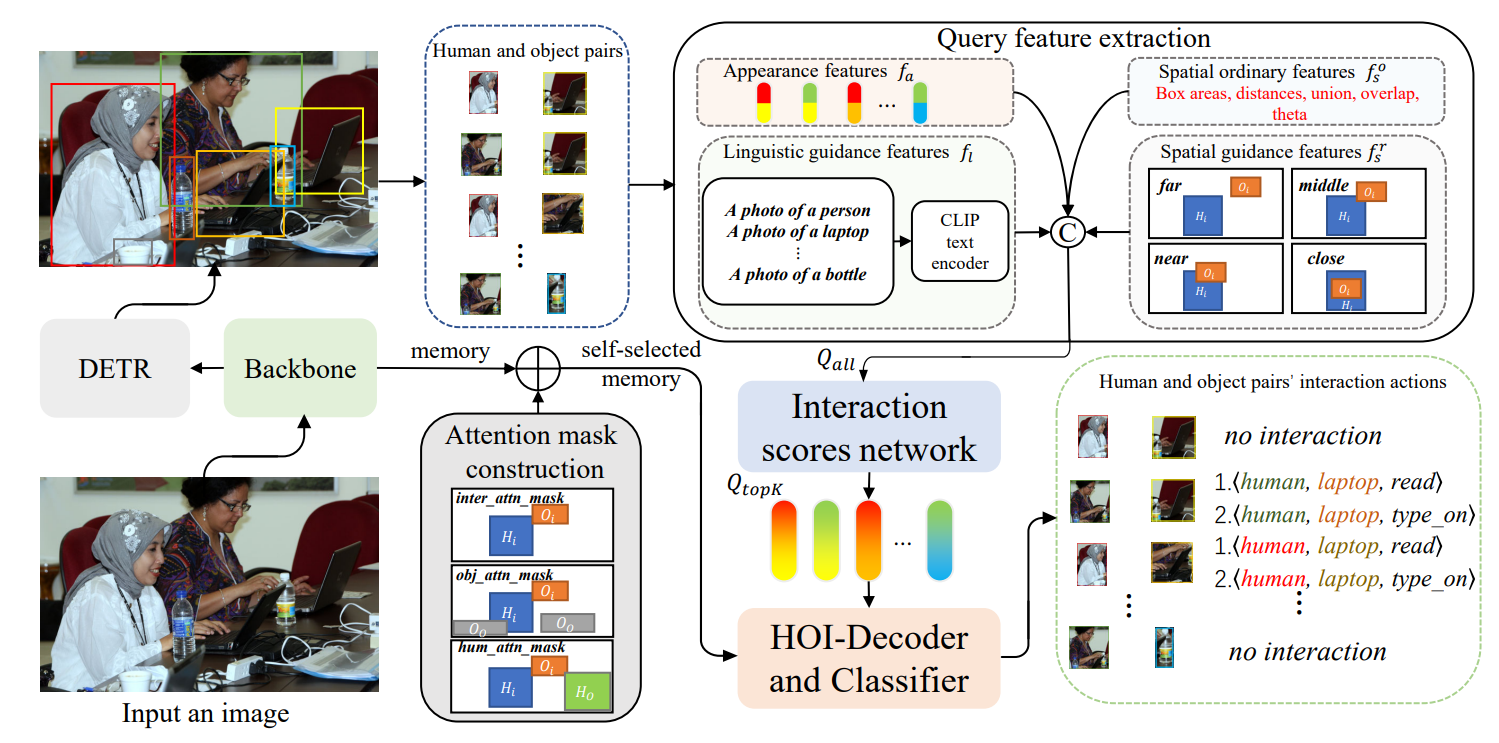 Human and object pairs
Query feature extraction
Appearance features f_a
...
Linguistic guidance features f_l
A photo of a person
A photo of a laptop
⋮
A photo of a bottle
CLIP
text
encoder
C
Spatial ordinary features f_s^o
Box areas, distances, union, overlap,
theta
Spatial guidance features f_s^r
far
O_i
H_i
middle
O_i
H_i
near
O_i
H_i
close
O_i
H_i
⋮
DETR
Backbone
memory
self-selected
memory
Attention mask
construction
inter_attn_mask
O_i
H_i
obj_attn_mask
O_i
H_i
O_O
O_O
hum_attn_mask
O_i
H_i
H_O
Input an image
Q_all
Interaction
scores network
Q_topK
...
HOI-Decoder
and Classifier
Human and object pairs' interaction actions
no interaction
1.⟨human, laptop, read⟩
2.⟨human, laptop, type_on⟩
1.⟨human, laptop, read⟩
2.⟨human, laptop, type_on⟩
⋮ ⋮
no interaction